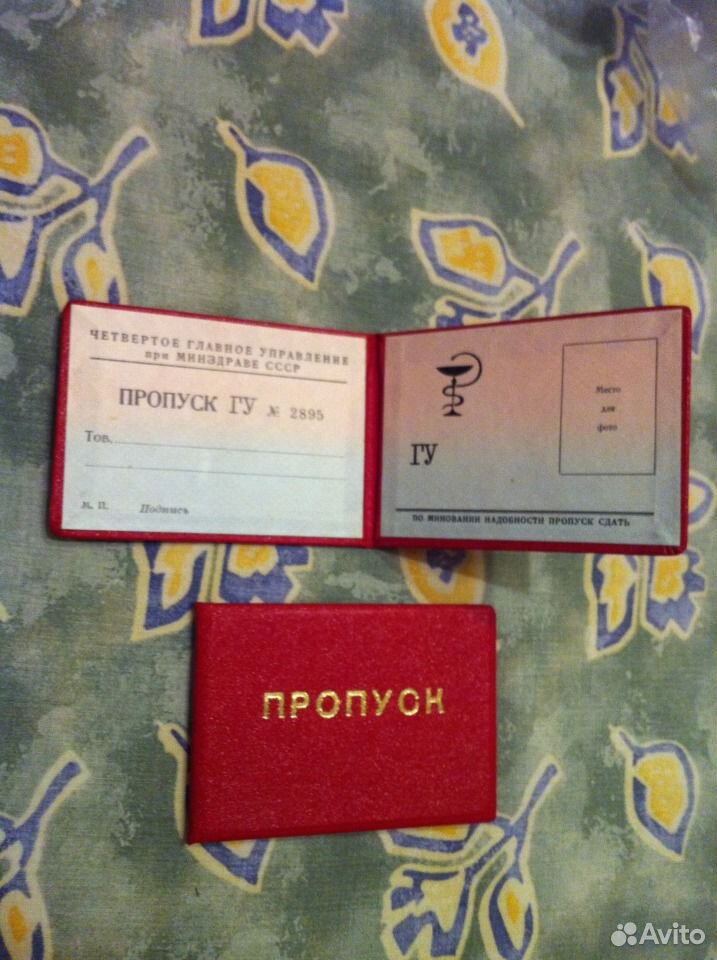 ЧЕТВЕРТОЕ ГЛАВНОЕ УПРАВЛЕНИЕ
при МИНЗДРАВЕ СССР
ПРОПУСК ГУ № 2895
Тов.
М. П. Подпись
Место
для
фото
ГУ
ПО МИНОВАНИИ НАДОБНОСТИ ПРОПУСК СДАТЬ
ПРОПУСК
Avito